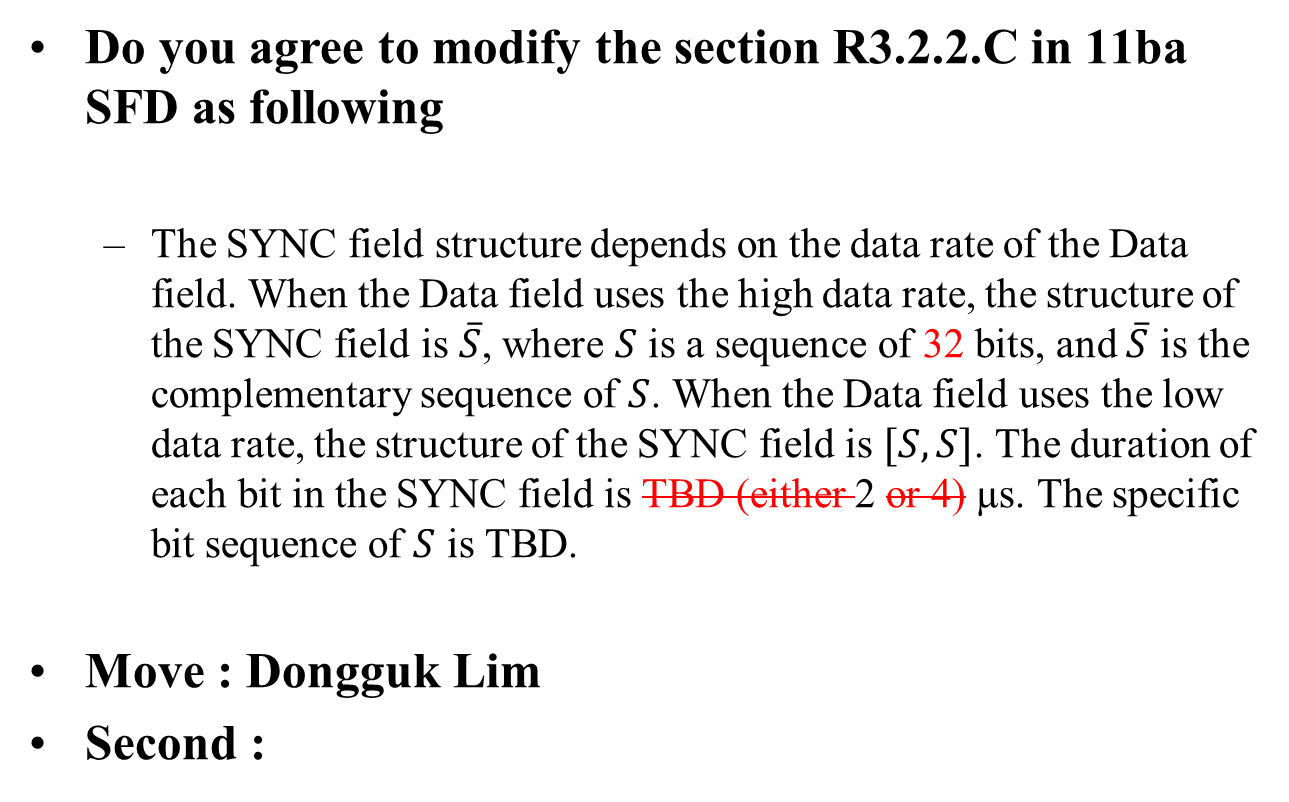 • Do you agree to modify the section R3.2.2.C in 11ba
SFD as following
– The SYNC field structure depends on the data rate of the Data
field. When the Data field uses the high data rate, the structure of
the SYNC field is S̄, where S is a sequence of 32 bits, and S̄ is the
complementary sequence of S. When the Data field uses the low
data rate, the structure of the SYNC field is [S,S]. The duration of
each bit in the SYNC field is TBD (either 2 or 4) μs. The specific
bit sequence of S is TBD.
• Move : Dongguk Lim
• Second :